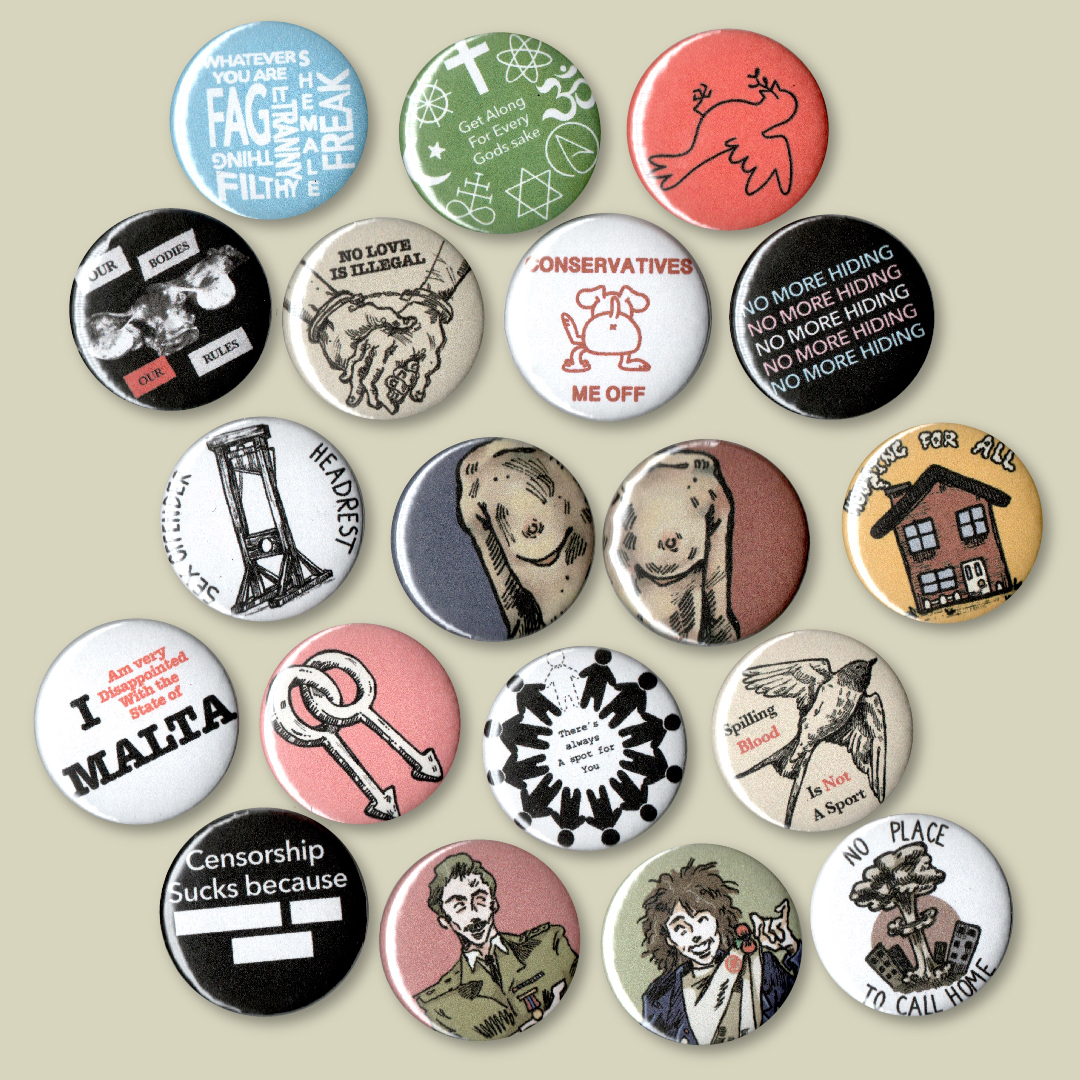 WHATEVER
YOU ARE
FAG
THING
FILTHY
IT
TRANNY
SHEMALE
FREAK
Get Along
For Every
Gods sake
OUR
BODIES
OUR
RULES
NO LOVE
IS ILLEGAL
CONSERVATIVES
ME OFF
NO MORE HIDING
NO MORE HIDING
NO MORE HIDING
NO MORE HIDING
NO MORE HIDING
SEX OFFENDER
HEADREST
HOUSING FOR ALL
I
Am very
Disappointed
With the
State of
MALTA
There's
always
A spot for
You
Spilling
Blood
Is Not
A Sport
Censorship
Sucks because
NO PLACE
TO CALL HOME